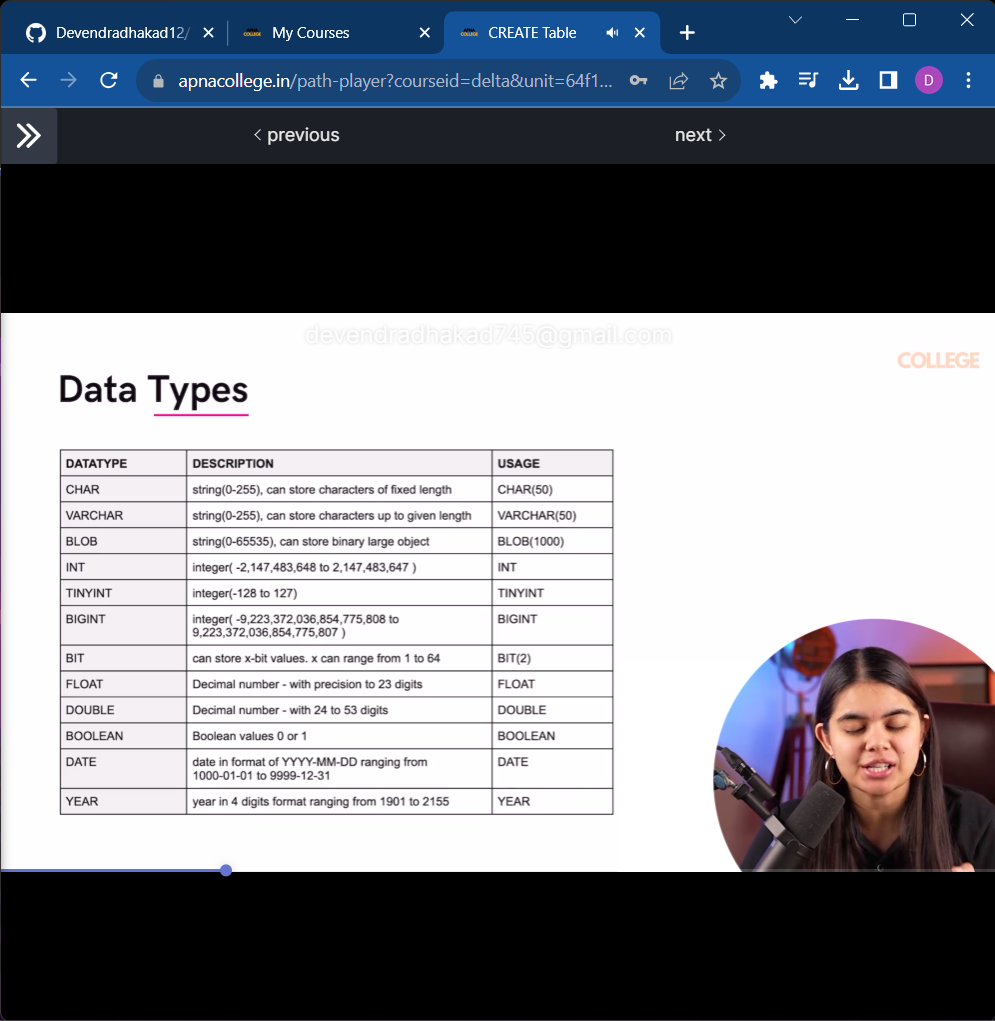 Devendradhakad12/
COLLEGE
My Courses
COLLEGE
CREATE Table
apnacollege.in/path-player?courseid=delta&unit=64f1...
D
< previous
next >
devendradhakad745@gmail.com
COLLEGE
Data Types
DATATYPE DESCRIPTION USAGE
CHAR string(0-255), can store characters of fixed length CHAR(50)
VARCHAR string(0-255), can store characters up to given length VARCHAR(50)
BLOB string(0-65535), can store binary large object BLOB(1000)
INT integer( -2,147,483,648 to 2,147,483,647 ) INT
TINYINT integer(-128 to 127) TINYINT
BIGINT integer( -9,223,372,036,854,775,808 to BIGINT
9,223,372,036,854,775,807 )
BIT can store x-bit values. x can range from 1 to 64 BIT(2)
FLOAT Decimal number - with precision to 23 digits FLOAT
DOUBLE Decimal number - with 24 to 53 digits DOUBLE
BOOLEAN Boolean values 0 or 1 BOOLEAN
DATE date in format of YYYY-MM-DD ranging from DATE
1000-01-01 to 9999-12-31
YEAR year in 4 digits format ranging from 1901 to 2155 YEAR